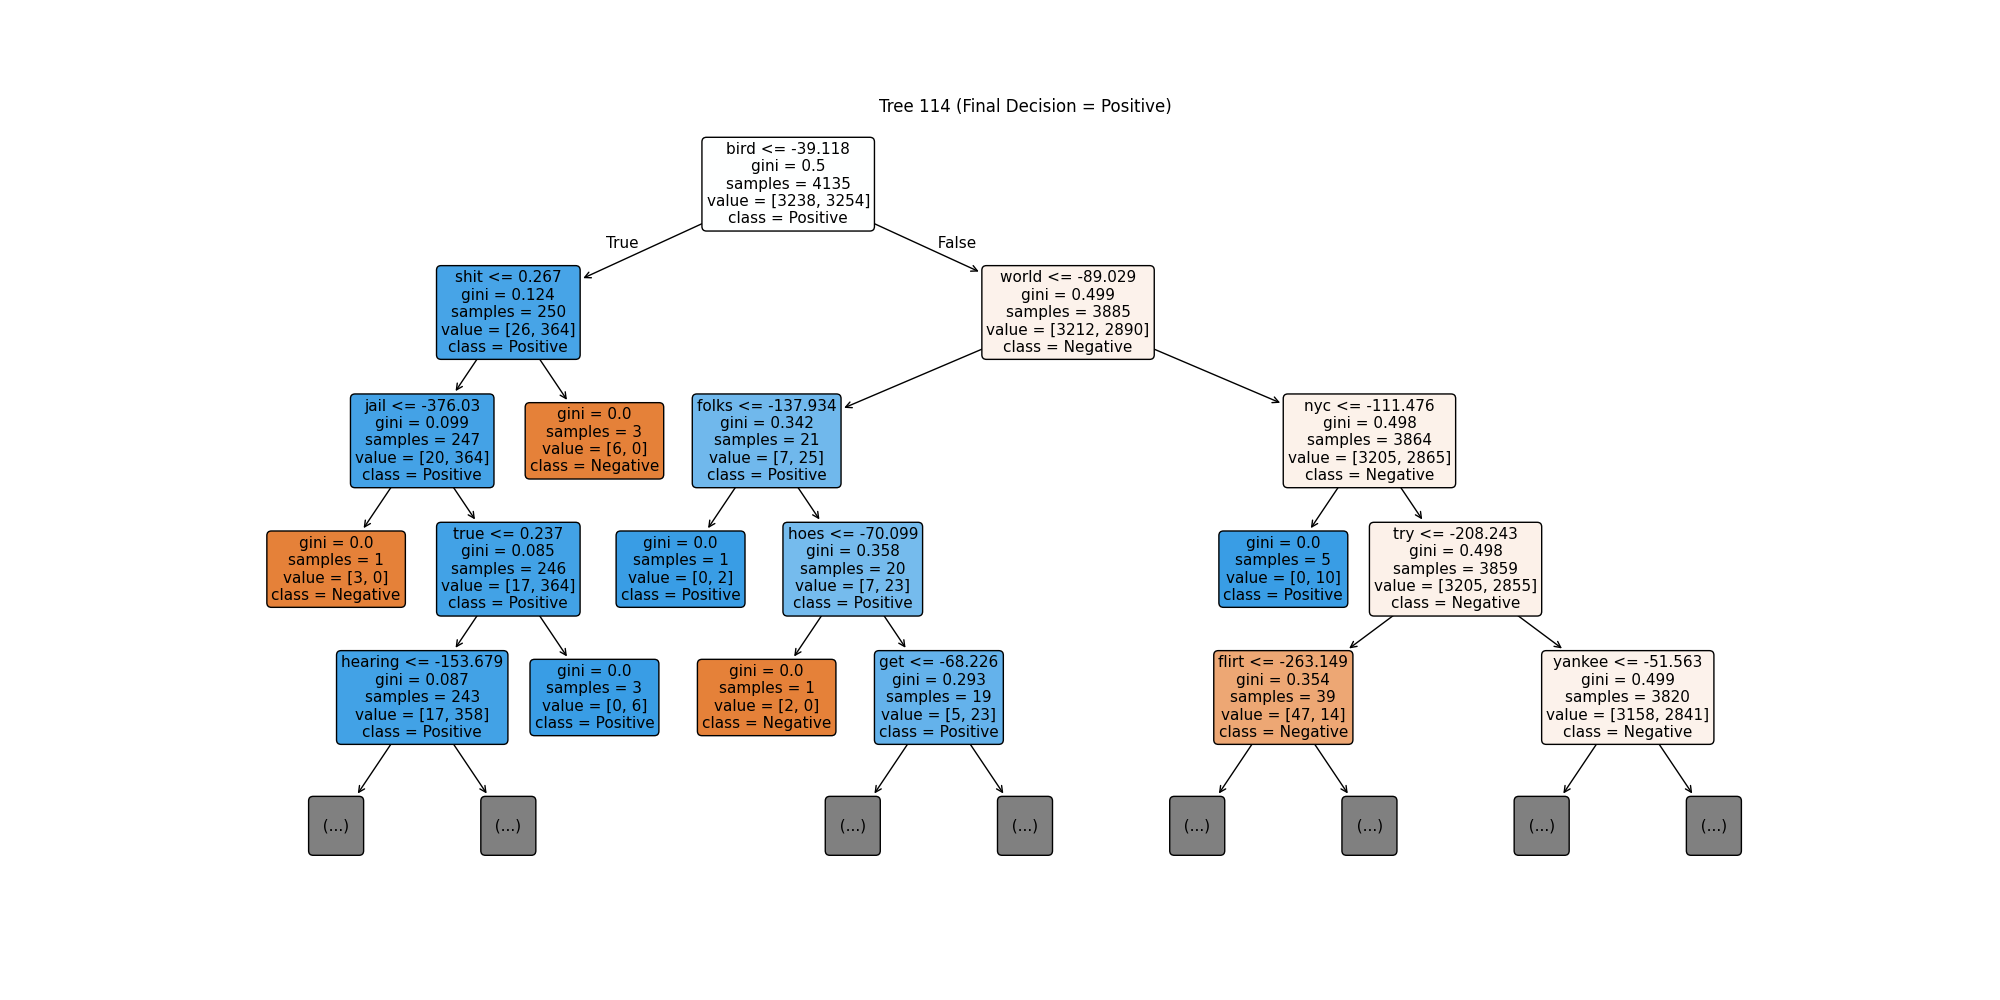 Tree 114 (Final Decision = Positive)
bird <= -39.118
gini = 0.5
samples = 4135
value = [3238, 3254]
class = Positive
True
False
shit <= 0.267
gini = 0.124
samples = 250
value = [26, 364]
class = Positive
world <= -89.029
gini = 0.499
samples = 3885
value = [3212, 2890]
class = Negative
jail <= -376.03
gini = 0.099
samples = 247
value = [20, 364]
class = Positive
gini = 0.0
samples = 3
value = [6, 0]
class = Negative
folks <= -137.934
gini = 0.342
samples = 21
value = [7, 25]
class = Positive
nyc <= -111.476
gini = 0.498
samples = 3864
value = [3205, 2865]
class = Negative
gini = 0.0
samples = 1
value = [3, 0]
class = Negative
true <= 0.237
gini = 0.085
samples = 246
value = [17, 364]
class = Positive
gini = 0.0
samples = 1
value = [0, 2]
class = Positive
hoes <= -70.099
gini = 0.358
samples = 20
value = [7, 23]
class = Positive
gini = 0.0
samples = 5
value = [0, 10]
class = Positive
try <= -208.243
gini = 0.498
samples = 3859
value = [3205, 2855]
class = Negative
hearing <= -153.679
gini = 0.087
samples = 243
value = [17, 358]
class = Positive
gini = 0.0
samples = 3
value = [0, 6]
class = Positive
gini = 0.0
samples = 1
value = [2, 0]
class = Negative
get <= -68.226
gini = 0.293
samples = 19
value = [5, 23]
class = Positive
flirt <= -263.149
gini = 0.354
samples = 39
value = [47, 14]
class = Negative
yankee <= -51.563
gini = 0.499
samples = 3820
value = [3158, 2841]
class = Negative
(...)
(...)
(...)
(...)
(...)
(...)
(...)
(...)